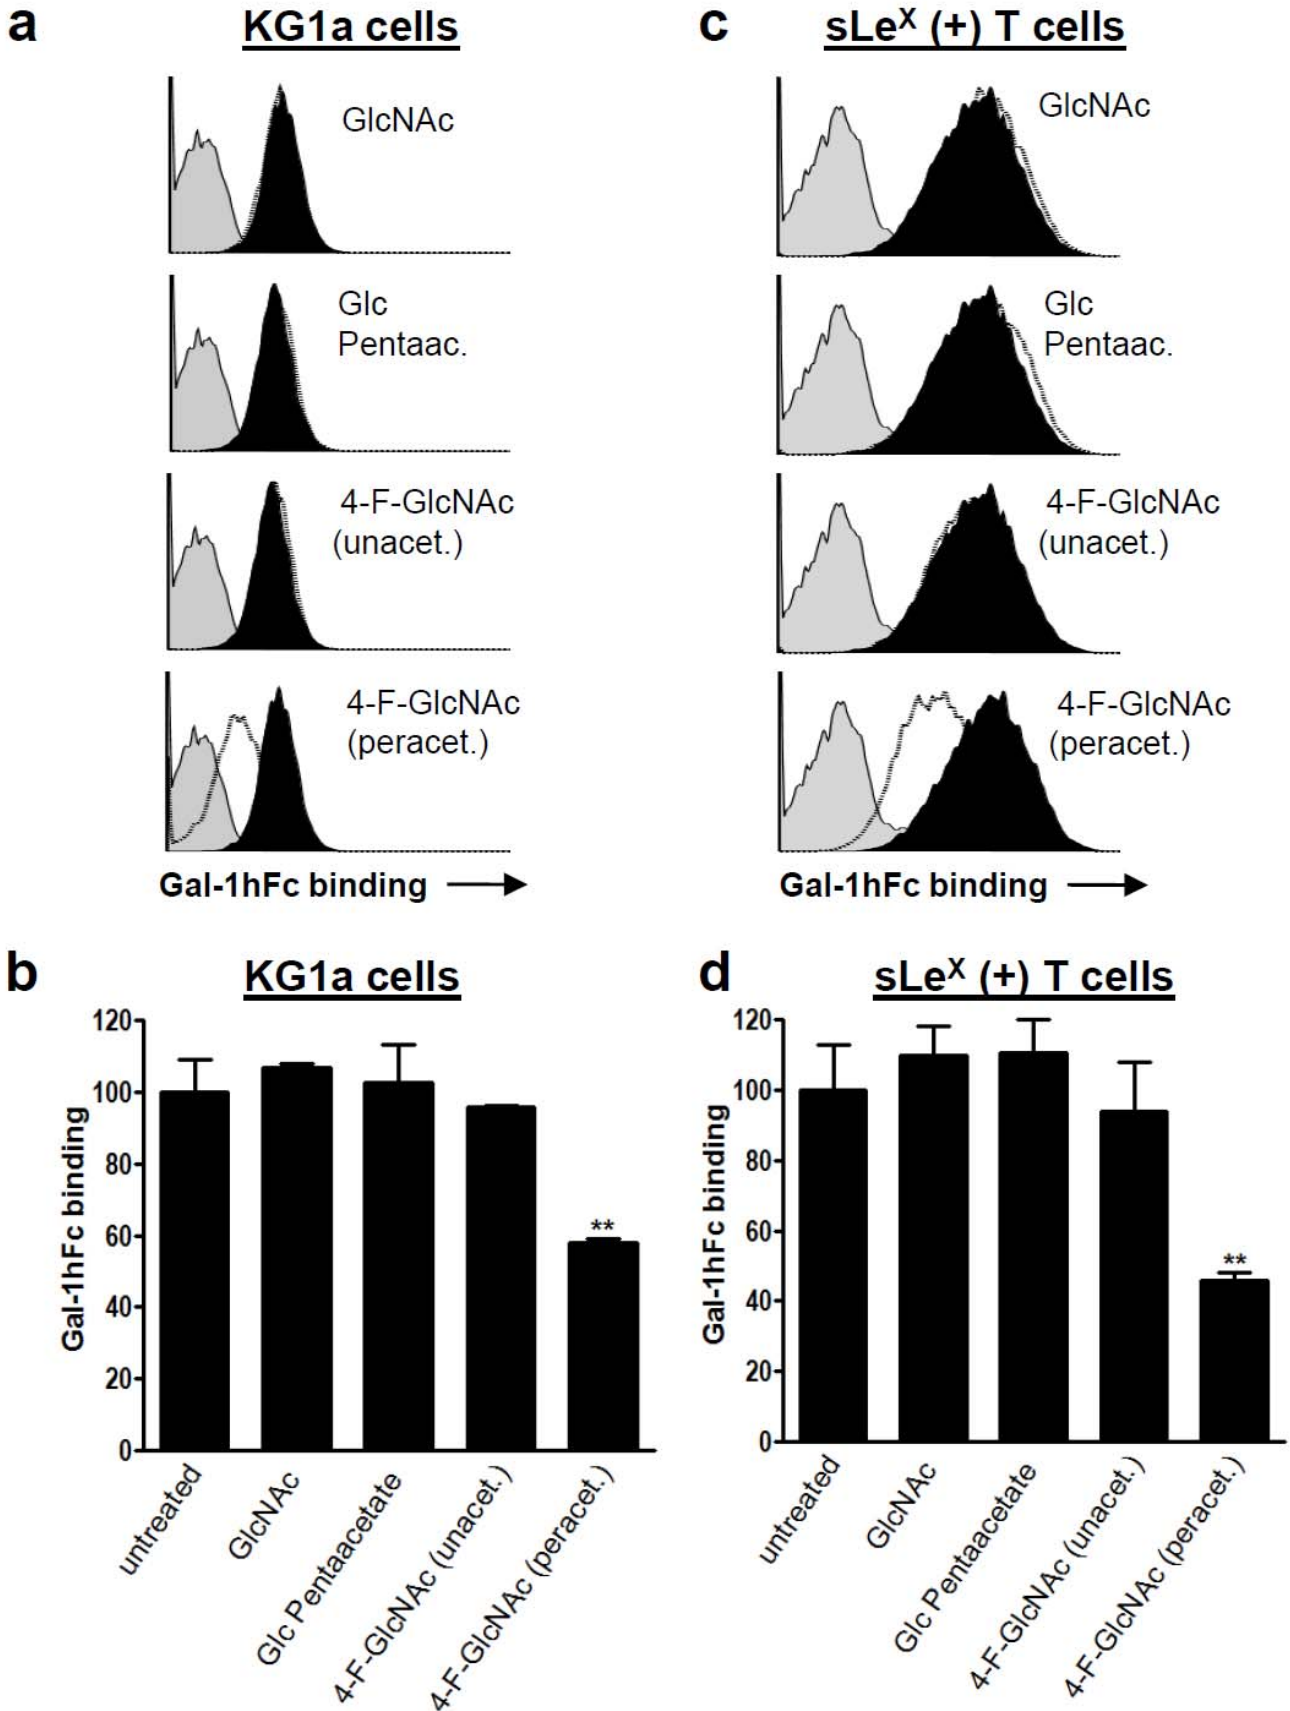 a
KG1a cells
GlcNAc
Glc
Pentaac.
4-F-GlcNAc
(unacet.)
4-F-GlcNAc
(peracet.)
Gal-1hFc binding
c
sLeX (+) T cells
GlcNAc
Glc
Pentaac.
4-F-GlcNAc
(unacet.)
4-F-GlcNAc
(peracet.)
Gal-1hFc binding
b
KG1a cells
Gal-1hFc binding
120
100
80
60
40
20
0
**
untreated
GlcNAc
Glc Pentaacetate
4-F-GlcNAc (unacet.)
4-F-GlcNAc (peracet.)
d
sLeX (+) T cells
Gal-1hFc binding
120
100
80
60
40
20
0
**
untreated
GlcNAc
Glc Pentaacetate
4-F-GlcNAc (unacet.)
4-F-GlcNAc (peracet.)